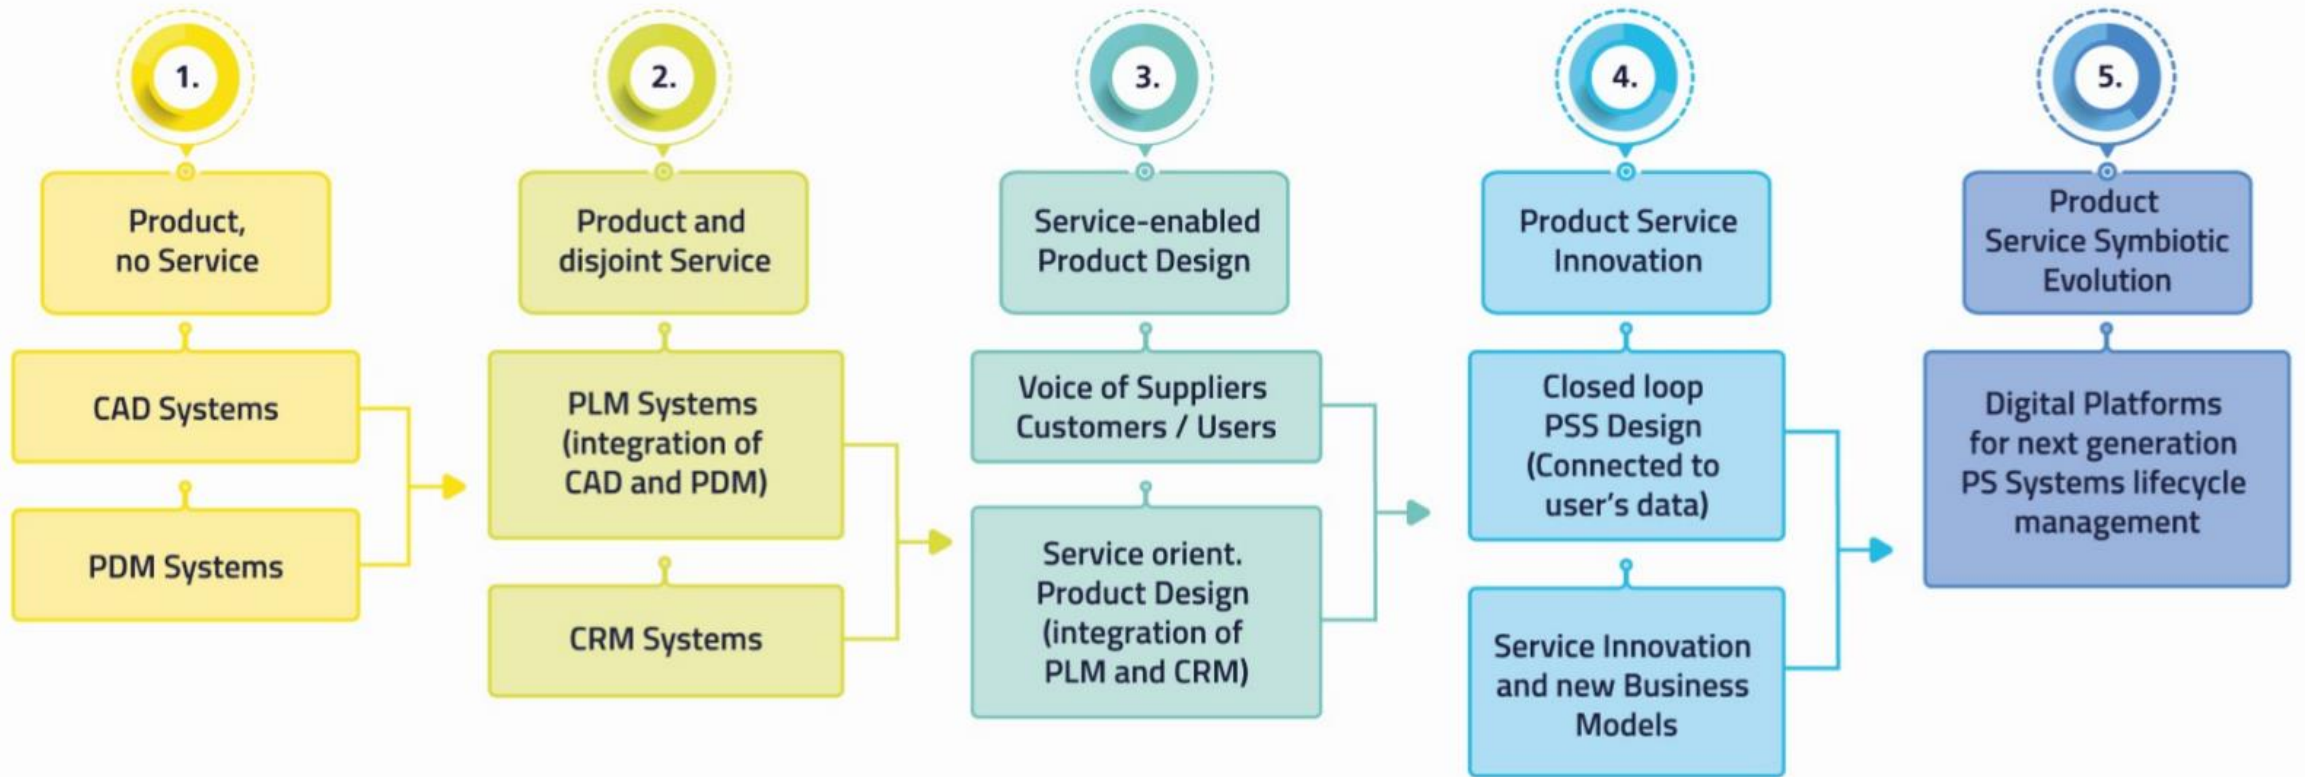 1.
Product,
no Service
CAD Systems
PDM Systems
2.
Product and
disjoint Service
PLM Systems
(integration of
CAD and PDM)
CRM Systems
3.
Service-enabled
Product Design
Voice of Suppliers
Customers / Users
Service orient.
Product Design
(integration of
PLM and CRM)
4.
Product Service
Innovation
Closed loop
PSS Design
(Connected to
user's data)
Service Innovation
and new Business
Models
5.
Product
Service Symbiotic
Evolution
Digital Platforms
for next generation
PS Systems lifecycle
management